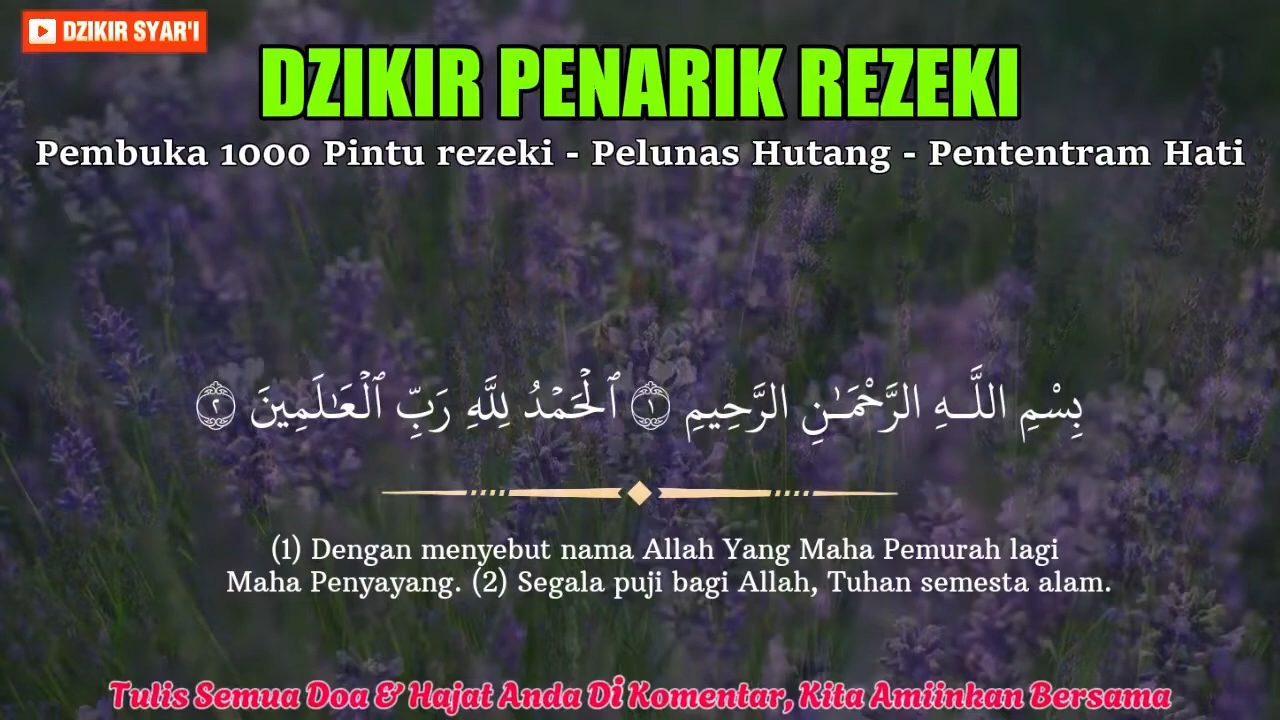 DZIKIR SYAR'I
DZIKIR PENARIK REZEKI
Pembuka 1000 Pintu rezeki - Pelunas Hutang - Pententram Hati
بِسْمِ اللَّـهِ الرَّحْمَـٰنِ الرَّحِيمِ ۝١ ٱلْحَمْدُ لِلَّهِ رَبِّ ٱلْعَـٰلَمِينَ ۝٢
(1) Dengan menyebut nama Allah Yang Maha Pemurah lagi
Maha Penyayang. (2) Segala puji bagi Allah, Tuhan semesta alam.
Tulis Semua Doa & Hajat Anda Di Komentar, Kita Amiinkan Bersama